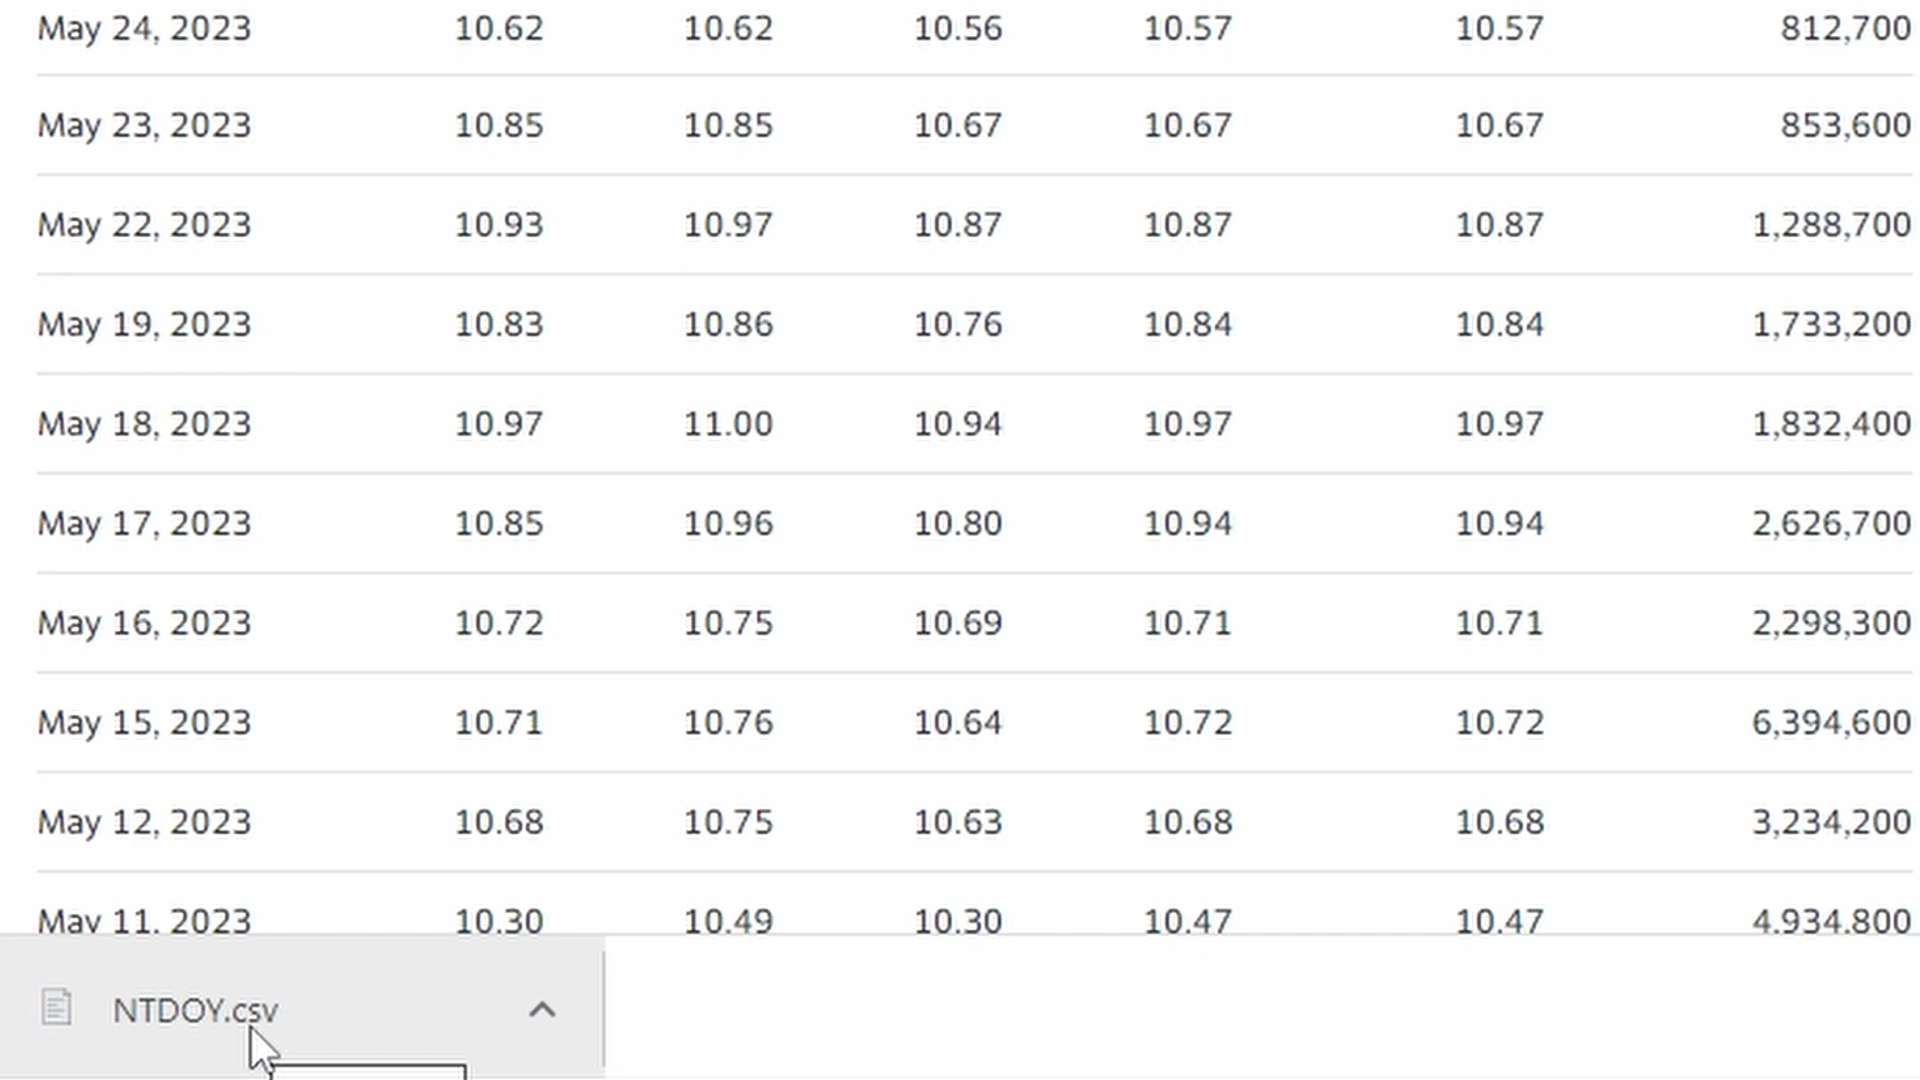 May 24, 2023 10.62 10.62 10.56 10.57 10.57 812,700
May 23, 2023 10.85 10.85 10.67 10.67 10.67 853,600
May 22, 2023 10.93 10.97 10.87 10.87 10.87 1,288,700
May 19, 2023 10.83 10.86 10.76 10.84 10.84 1,733,200
May 18, 2023 10.97 11.00 10.94 10.97 10.97 1,832,400
May 17, 2023 10.85 10.96 10.80 10.94 10.94 2,626,700
May 16, 2023 10.72 10.75 10.69 10.71 10.71 2,298,300
May 15, 2023 10.71 10.76 10.64 10.72 10.72 6,394,600
May 12, 2023 10.68 10.75 10.63 10.68 10.68 3,234,200
May 11, 2023 10.30 10.49 10.30 10.47 10.47 4,934,800
NTDOY.csv